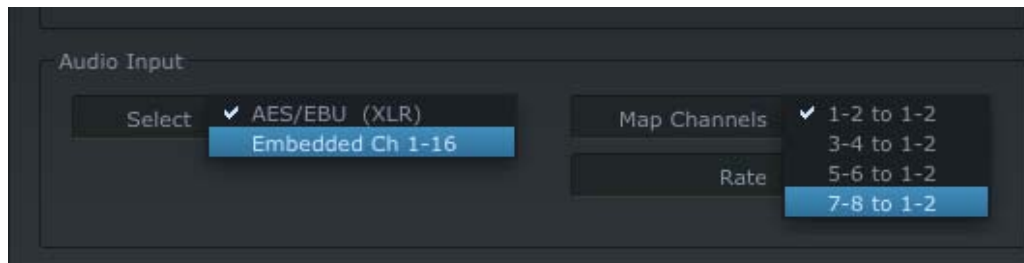 Audio Input
Select
✔ AES/EBU (XLR)
Embedded Ch 1-16
Map Channels
✔ 1-2 to 1-2
3-4 to 1-2
5-6 to 1-2
7-8 to 1-2
Rate